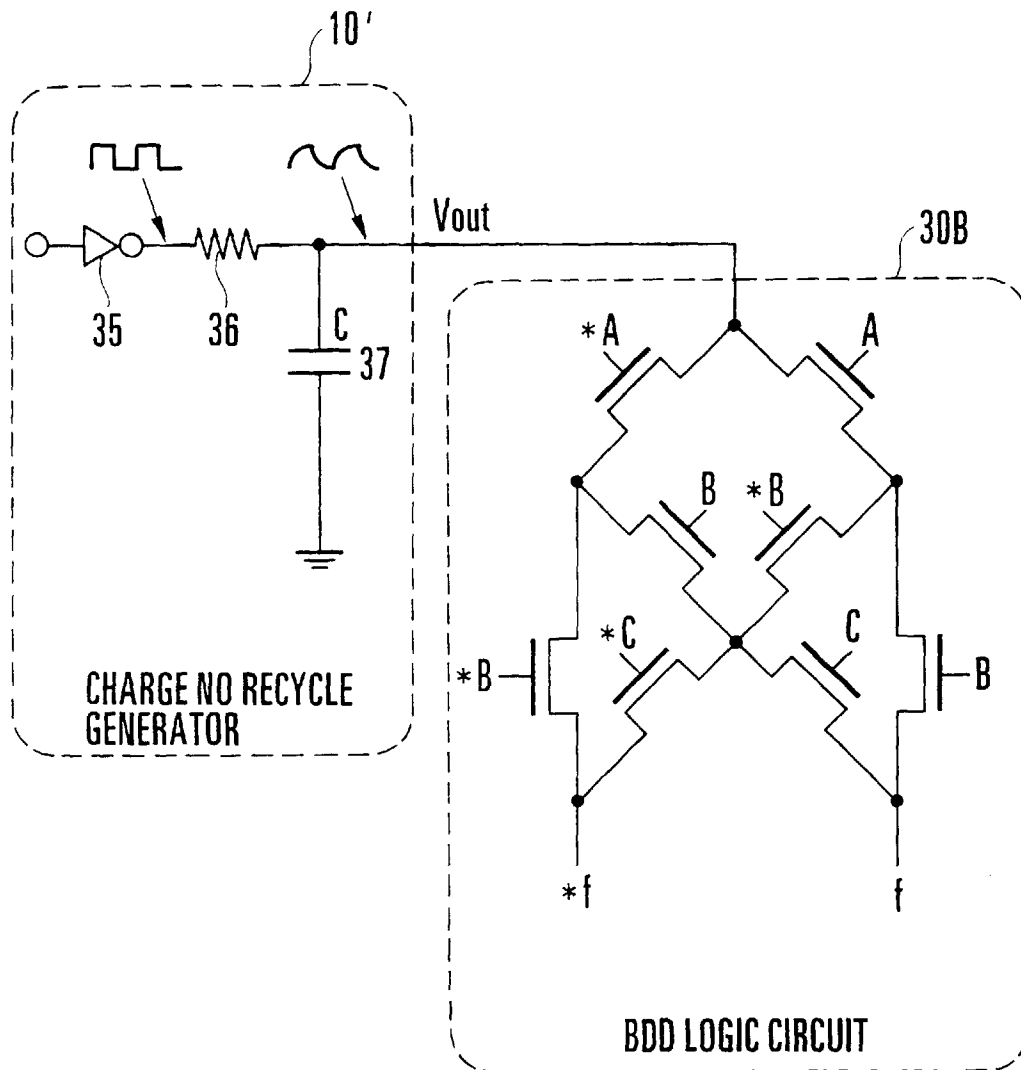 10'
Vout
30B
35
36
C
37
*A
A
B
*B
*C
C
*B
B
CHARGE NO RECYCLE
GENERATOR
*f
f
BDD LOGIC CIRCUIT